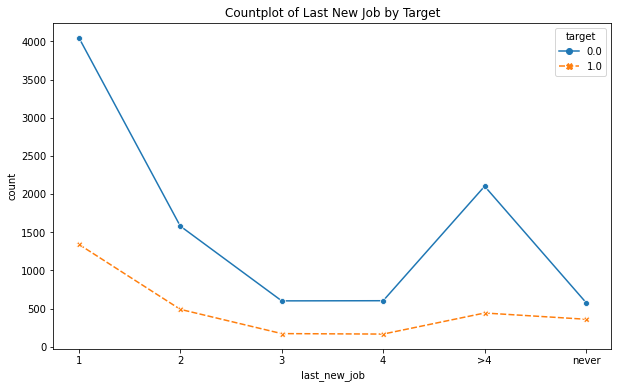 Countplot of Last New Job by Target
target
0.0
1.0
4000
3500
3000
2500
2000
1500
1000
500
0
count
1 2 3 4 >4 never
last_new_job